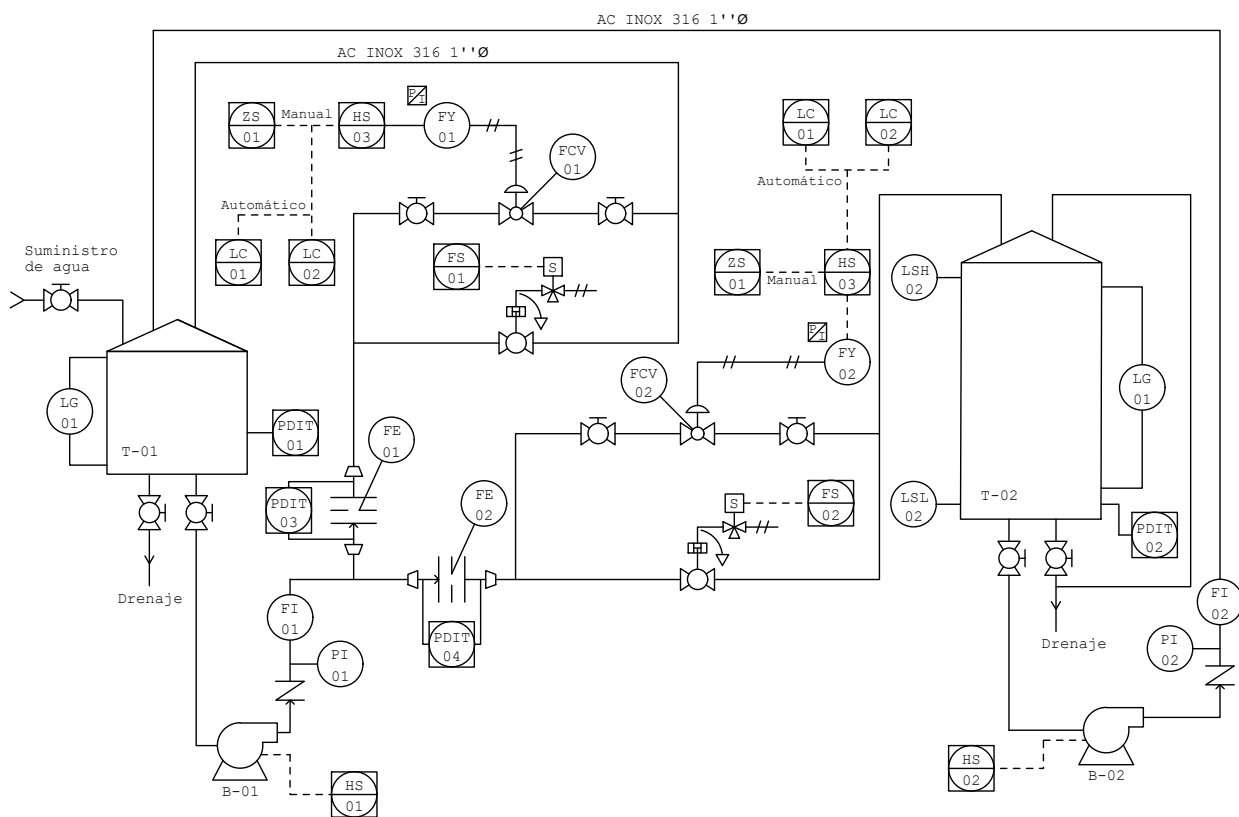 AC INOX 316 1''Ø
AC INOX 316 1''Ø
P/I
ZS
01
Manual
HS
03
FY
01
LC
01
LC
02
FCV
01
Automático
Automático
LC
01
LC
02
FS
01
S
ZS
01
Manual
HS
03
LSH
02
Suministro
de agua
P/I
FY
02
FCV
02
LG
01
LG
01
T-01
PDIT
01
FE
01
PDIT
03
FE
02
S
FS
02
LSL
02
T-02
PDIT
02
Drenaje
FI
01
PDIT
04
FI
02
Drenaje
PI
01
PI
02
B-01
HS
01
HS
02
B-02